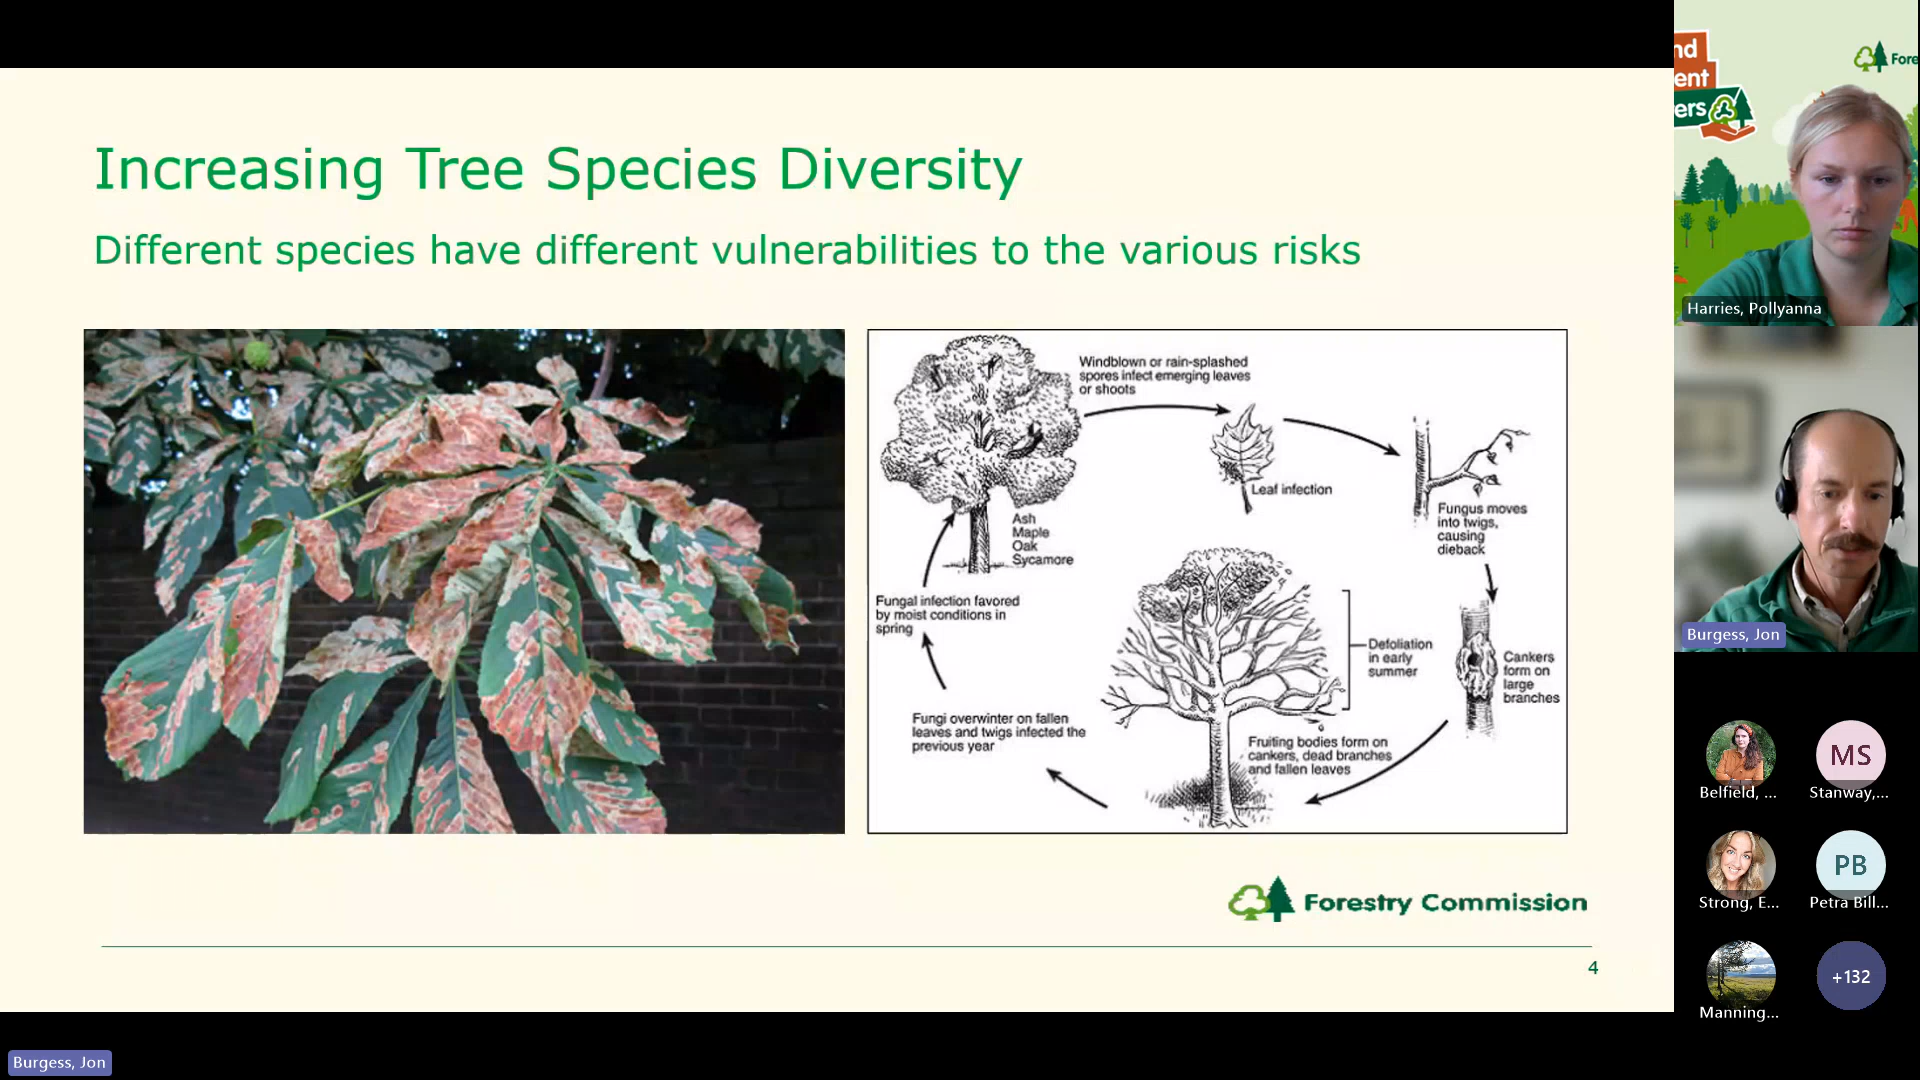 Increasing Tree Species Diversity
Different species have different vulnerabilities to the various risks
Windblown or rain-splashed
spores infect emerging leaves
or shoots
Leaf infection
Fungus moves
into twigs,
causing
dieback
Ash
Maple
Oak
Sycamore
Fungal infection favored
by moist conditions in
spring
Defoliation
in early
summer
Cankers
form on
large
branches
Fungi overwinter on fallen
leaves and twigs infected the
previous year
Fruiting bodies form on
cankers, dead branches
and fallen leaves
Forestry Commission
4
nd
ent
ers
Fore
Harries, Pollyanna
Burgess, Jon
MS
Belfield, ...
Stanway,...
PB
Strong, E...
Petra Bill...
+132
Manning...
Burgess, Jon